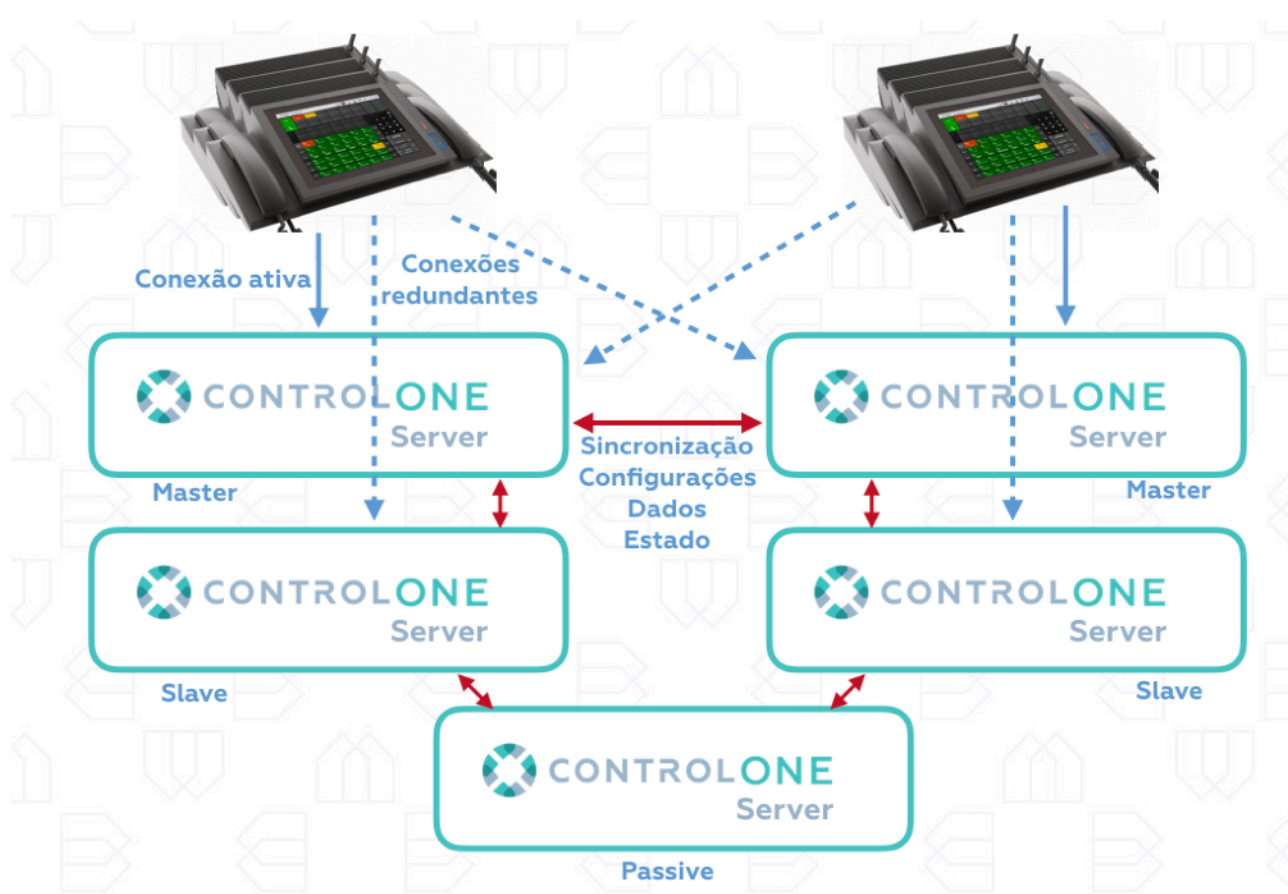 Conexão ativa
Conexões
redundantes
CONTROLONE
Server
CONTROLONE
Server
Sincronização
Configurações
Dados
Estado
Master
Master
CONTROLONE
Server
CONTROLONE
Server
Slave
Slave
CONTROLONE
Server
Passive